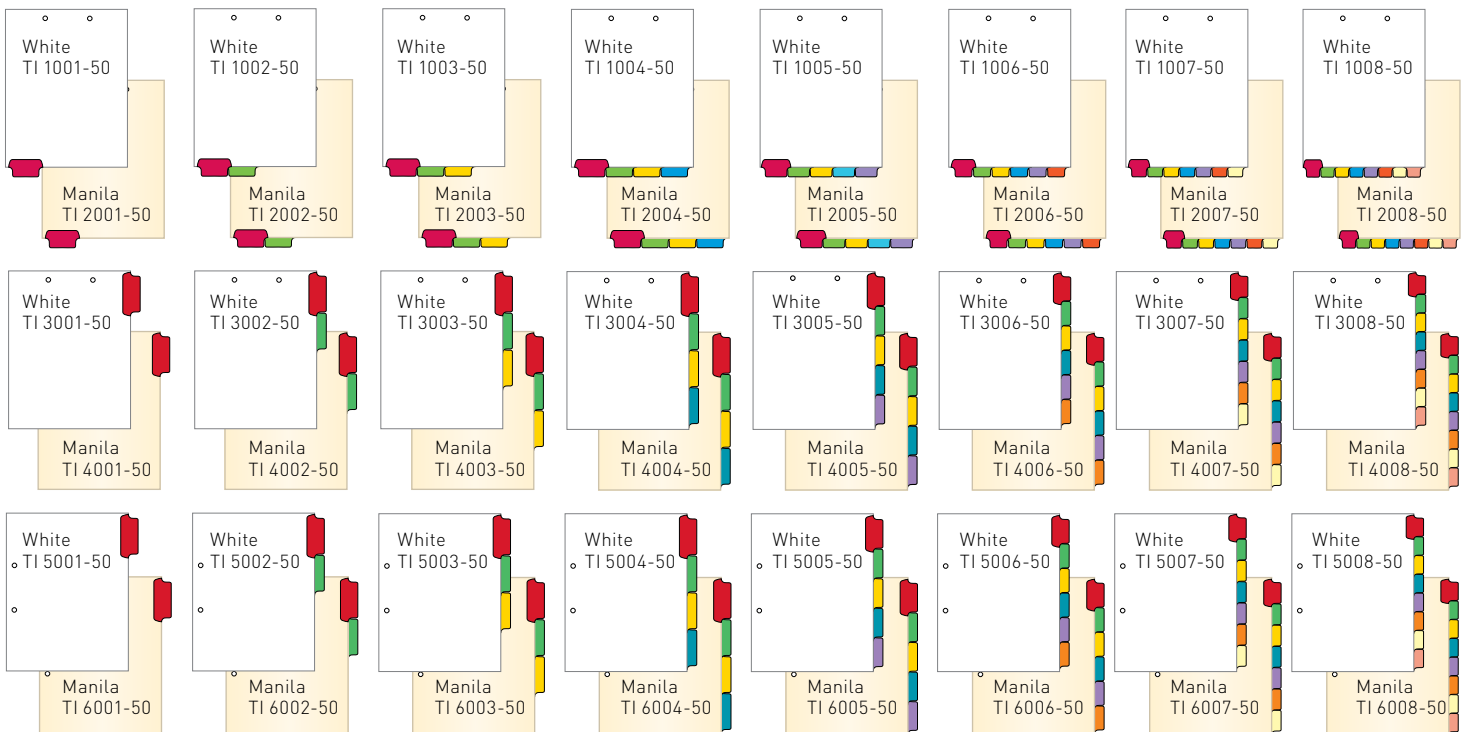 White
TI 1001-50
White
TI 1002-50
White
TI 1003-50
White
TI 1004-50
White
TI 1005-50
White
TI 1006-50
White
TI 1007-50
White
TI 1008-50
Manila
TI 2001-50
Manila
TI 2002-50
Manila
TI 2003-50
Manila
TI 2004-50
Manila
TI 2005-50
Manila
TI 2006-50
Manila
TI 2007-50
Manila
TI 2008-50
White
TI 3001-50
White
TI 3002-50
White
TI 3003-50
White
TI 3004-50
White
TI 3005-50
White
TI 3006-50
White
TI 3007-50
White
TI 3008-50
Manila
TI 4001-50
Manila
TI 4002-50
Manila
TI 4003-50
Manila
TI 4004-50
Manila
TI 4005-50
Manila
TI 4006-50
Manila
TI 4007-50
Manila
TI 4008-50
White
TI 5001-50
White
TI 5002-50
White
TI 5003-50
White
TI 5004-50
White
TI 5005-50
White
TI 5006-50
White
TI 5007-50
White
TI 5008-50
Manila
TI 6001-50
Manila
TI 6002-50
Manila
TI 6003-50
Manila
TI 6004-50
Manila
TI 6005-50
Manila
TI 6006-50
Manila
TI 6007-50
Manila
TI 6008-50